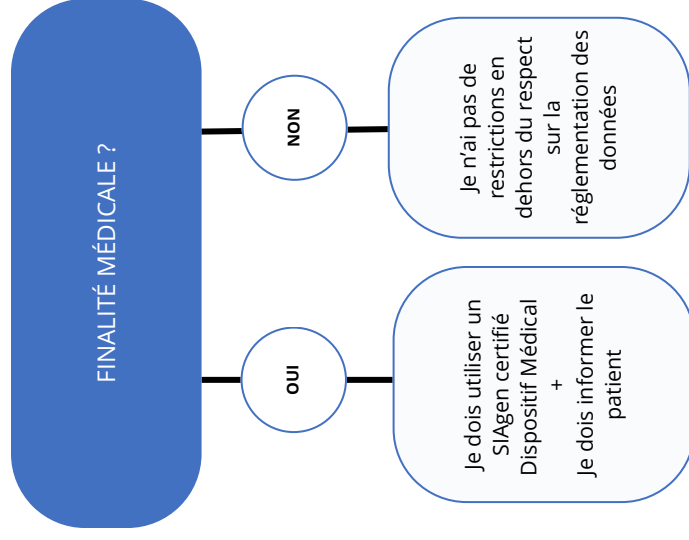 FINALITÉ MÉDICALE ?
OUI
NON
Je dois utiliser un
SIAgen certifié
Dispositif Médical
+
Je dois informer le
patient
Je n'ai pas de
restrictions en
dehors du respect
sur la
réglementation des
données